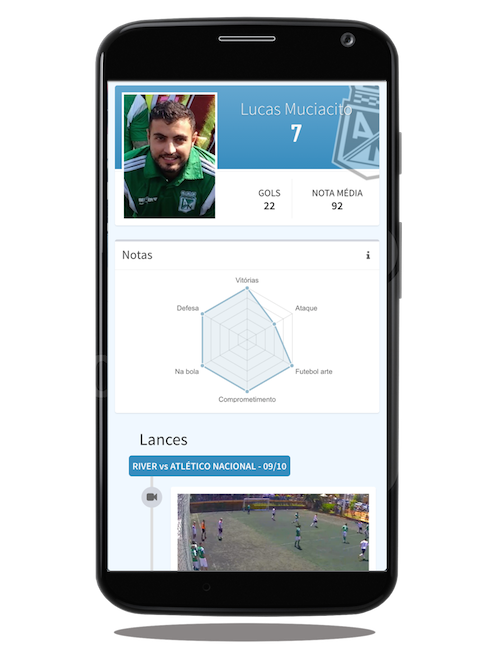 Lucas Muciacito
7
GOLS
22
NOTA MÉDIA
92
Notas
Vitórias
Defesa
Ataque
Na bola
Futebol arte
Comprometimento
Lances
RIVER vs ATLÉTICO NACIONAL - 09/10